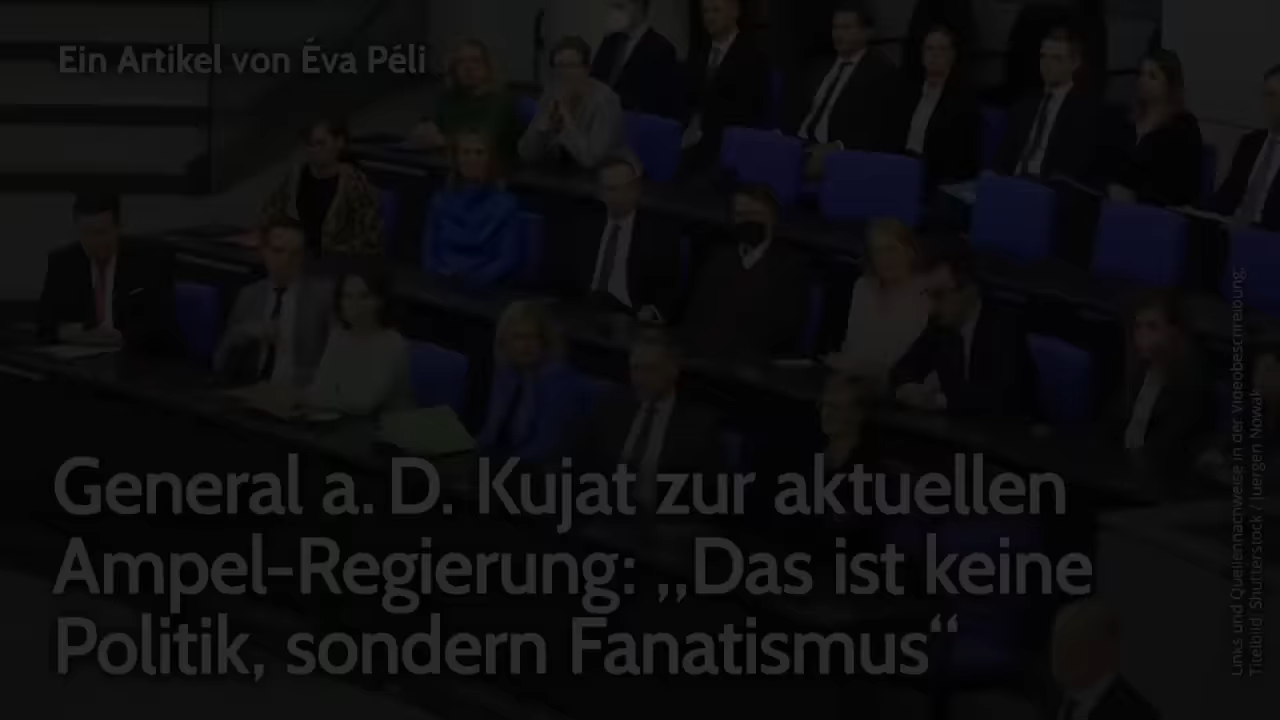 Ein Artikel von Éva Péli
General a. D. Kujat zur aktuellen
Ampel-Regierung: „Das ist keine
Politik, sondern Fanatismus“
Links und Quellennachweise in der Videobeschreibung;
Titelbild: Shutterstock / Juergen Nowak